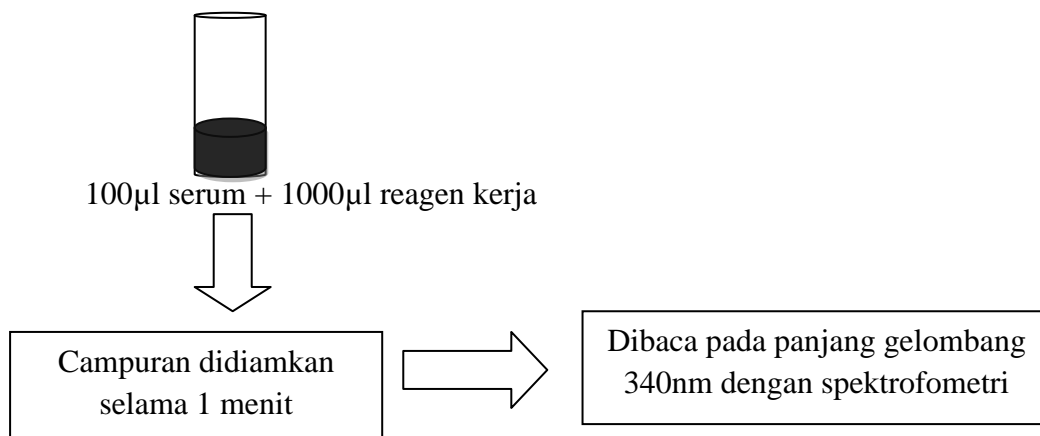 100µl serum + 1000µl reagen kerja
Campuran didiamkan
selama 1 menit
Dibaca pada panjang gelombang
340nm dengan spektrofometri